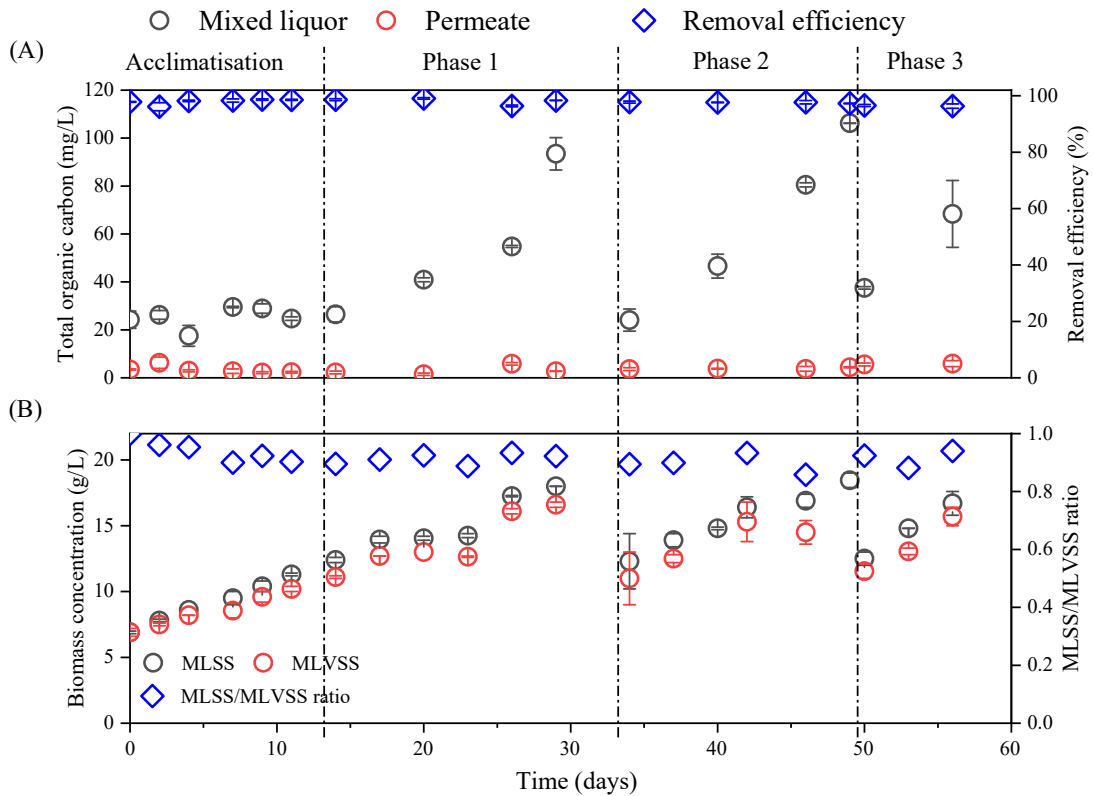 Mixed liquor Permeate Removal efficiency
(A)
Acclimatisation Phase 1 Phase 2 Phase 3
Total organic carbon (mg/L)
120
100
80
60
40
20
0
Removal efficiency (%)
100
80
60
40
20
0
(B)
Biomass concentration (g/L)
20
15
10
5
0
MLSS MLVSS
MLSS/MLVSS ratio
MLSS/MLVSS ratio
1.0
0.8
0.6
0.4
0.2
0.0
0 10 20 30 40 50 60
Time (days)